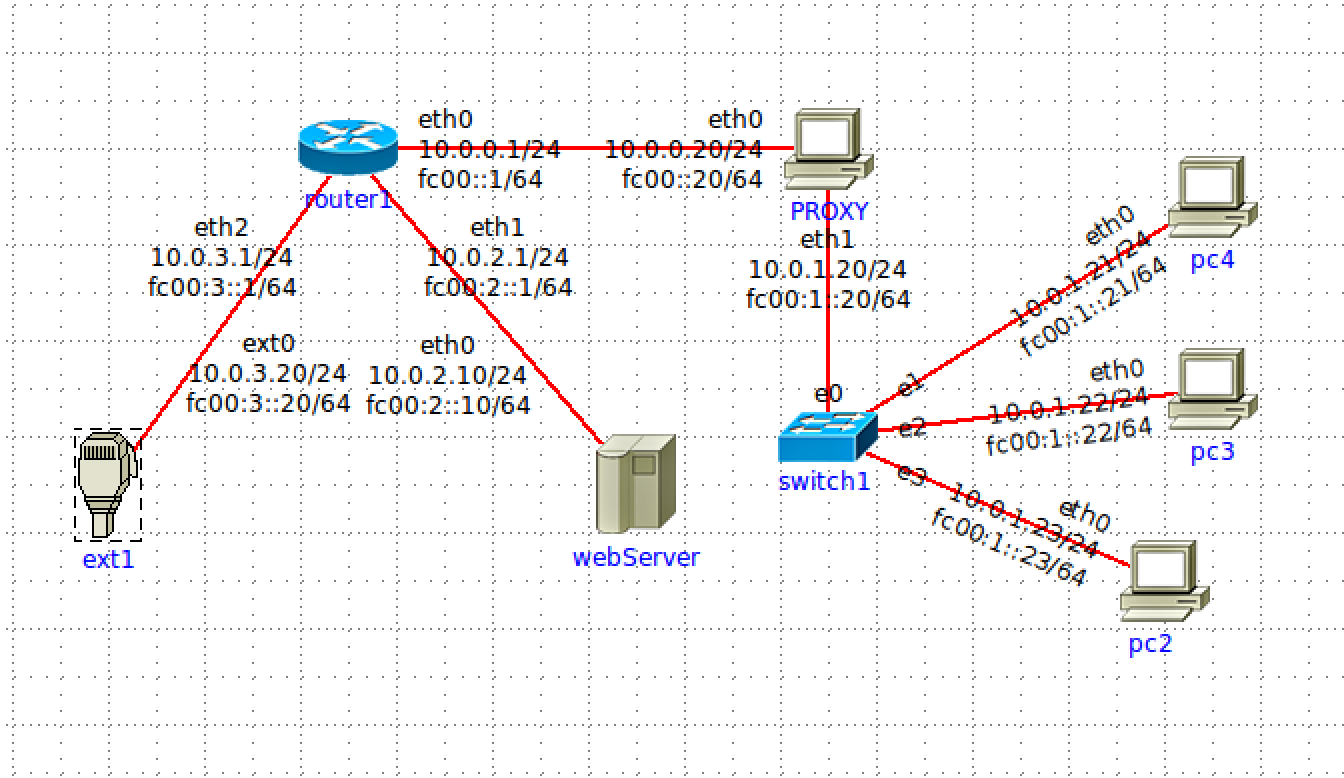 eth0
10.0.0.1/24
fc00::1/64
eth0
10.0.0.20/24
fc00::20/64
router1
PROXY
eth2
10.0.3.1/24
fc00:3::1/64
eth1
10.0.2.1/24
fc00:2::1/64
eth1
10.0.1.20/24
fc00:1::20/64
eth0
10.0.1.21/24
fc00:1::21/64
pc4
ext0
10.0.3.20/24
fc00:3::20/64
eth0
10.0.2.10/24
fc00:2::10/64
e0
e1
e2
e3
eth0
10.0.1.22/24
fc00:1::22/64
pc3
switch1
eth0
10.0.1.23/24
fc00:1::23/64
pc2
ext1
webServer